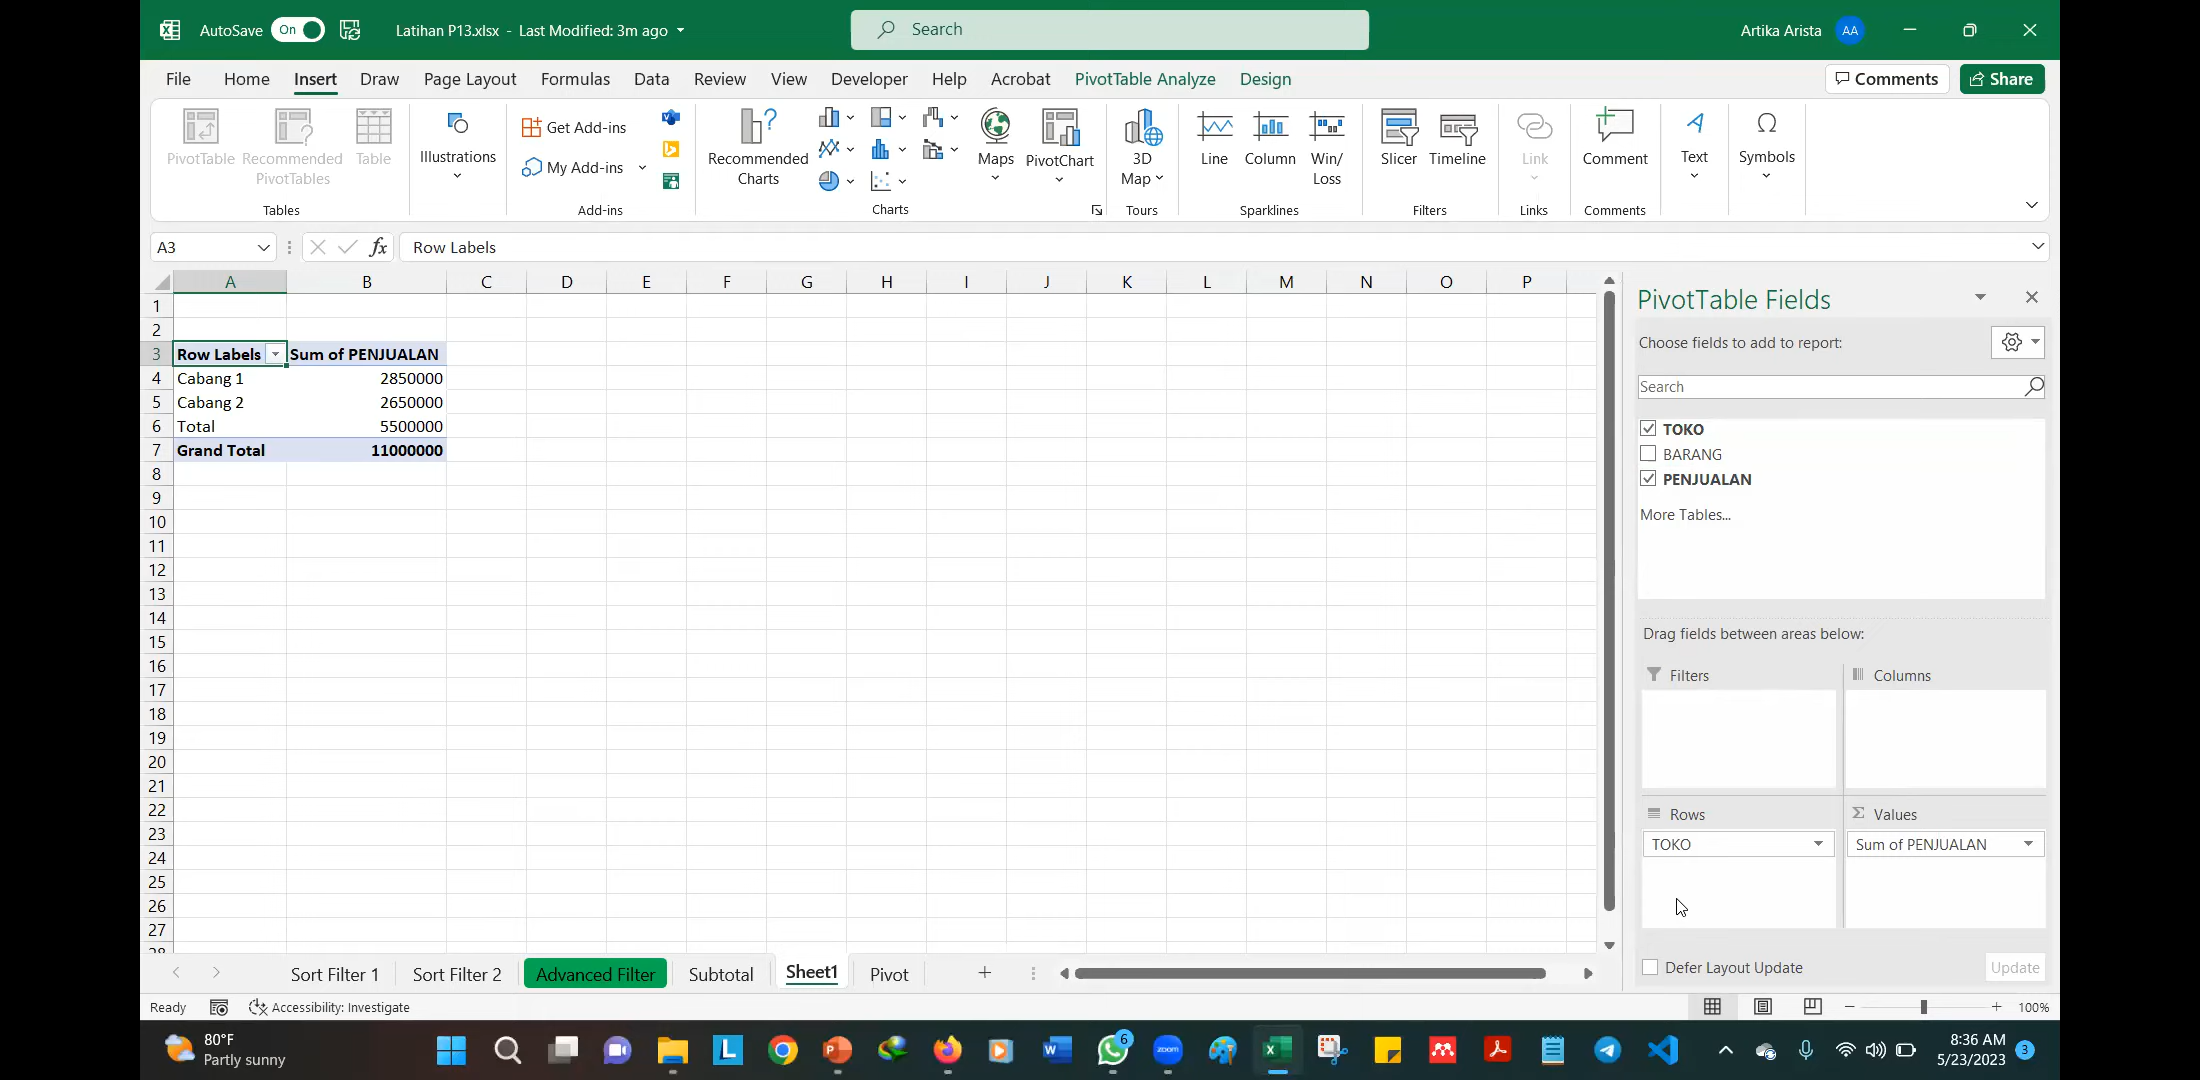 AutoSave On Latihan P13.xlsx - Last Modified: 3m ago Search Artika Arista AA
File Home Insert Draw Page Layout Formulas Data Review View Developer Help Acrobat PivotTable Analyze Design Comments Share
PivotTable Recommended PivotTables Table
Tables
Illustrations
Get Add-ins
My Add-ins
Add-ins
Recommended Charts
Maps PivotChart
Charts
3D Map
Tours
Line Column Win/Loss
Sparklines
Slicer Timeline
Filters
Link
Links
Comment
Comments
Text
Symbols
A3 fx Row Labels
A B C D E F G H I J K L M N O P
1
2
3 Row Labels Sum of PENJUALAN
4 Cabang 1 2850000
5 Cabang 2 2650000
6 Total 5500000
7 Grand Total 11000000
8
9
10
11
12
13
14
15
16
17
18
19
20
21
22
23
24
25
26
27
28
PivotTable Fields
Choose fields to add to report:
Search
TOKO
BARANG
PENJUALAN
More Tables...
Drag fields between areas below:
Filters Columns
Rows Σ Values
TOKO Sum of PENJUALAN
Defer Layout Update Update
Sort Filter 1 Sort Filter 2 Advanced Filter Subtotal Sheet1 Pivot
Ready Accessibility: Investigate 100%
80°F
Partly sunny
L P W 6 zoom
8:36 AM
5/23/2023 3